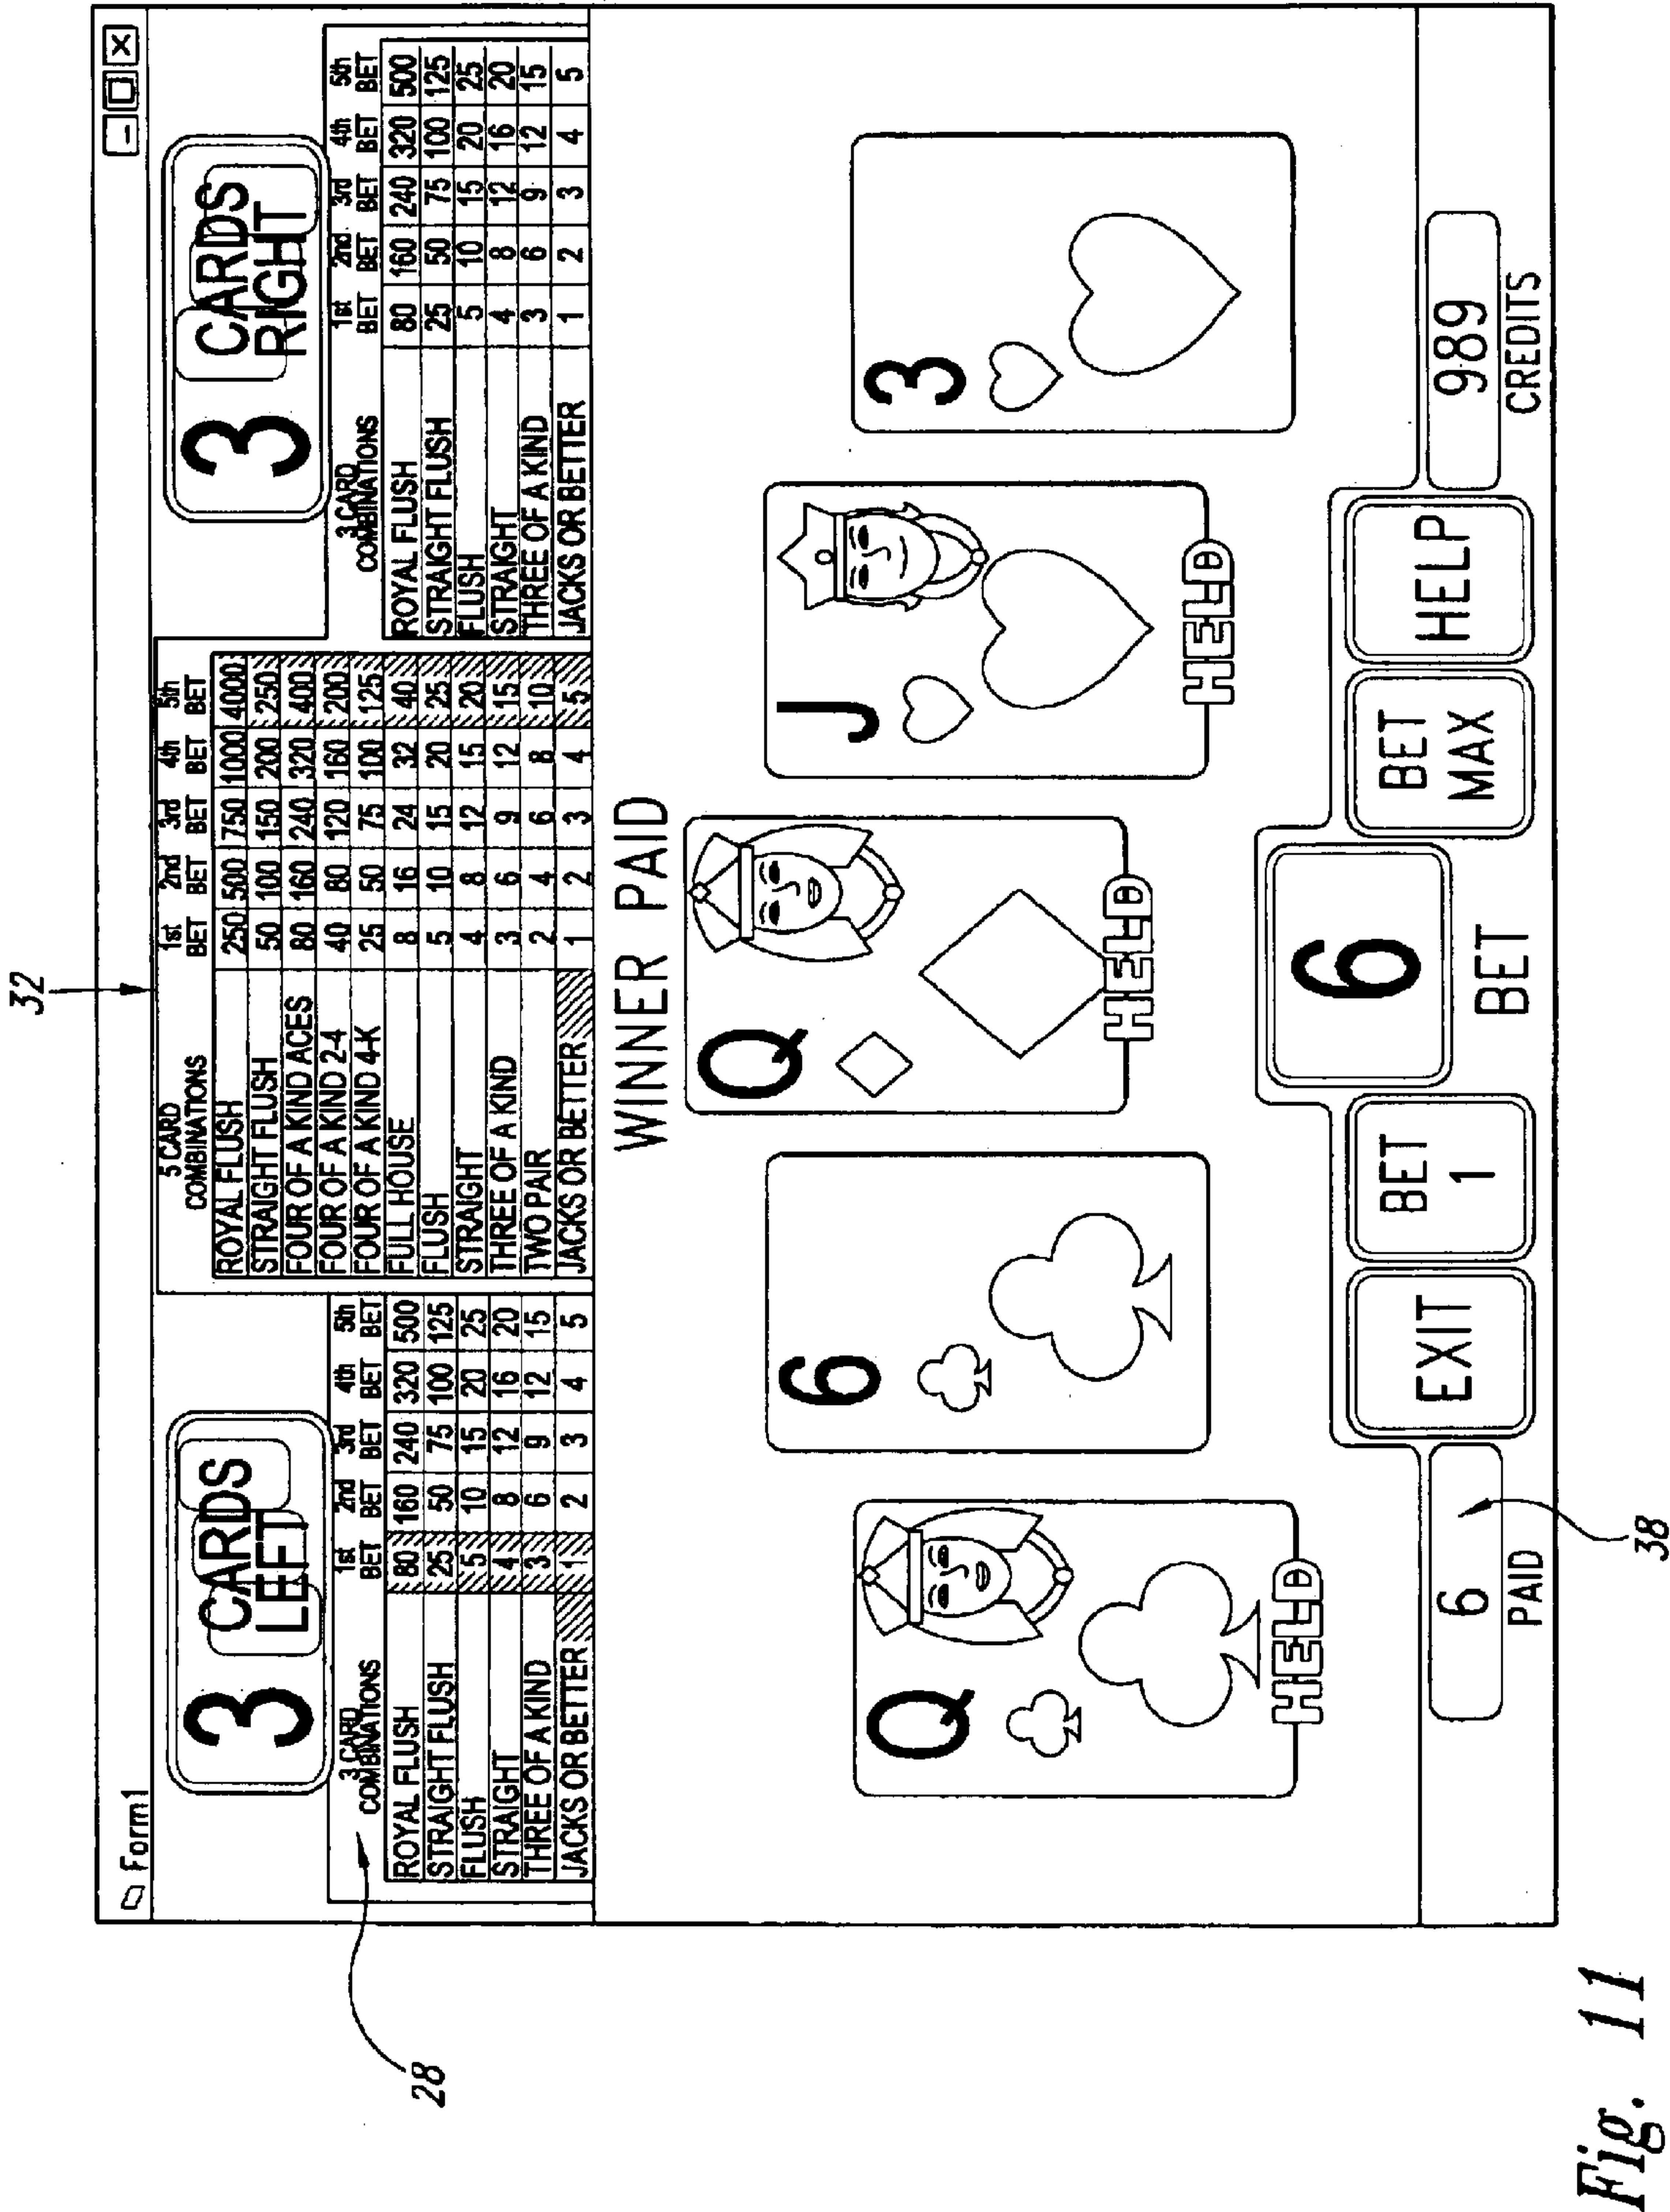 32
Form1
3 CARDS LEFT
3 CARD COMBINATIONS 1st BET 2nd BET 3rd BET 4th BET 5th BET
ROYAL FLUSH 80 160 240 320 500
STRAIGHT FLUSH 25 50 75 100 125
FLUSH 5 10 15 20 25
STRAIGHT 4 8 12 16 20
THREE OF A KIND 3 6 9 12 15
JACKS OR BETTER 1 2 3 4 5
5 CARD COMBINATIONS 1st BET 2nd BET 3rd BET 4th BET 5th BET
ROYAL FLUSH 250 500 750 1000 4000
STRAIGHT FLUSH 50 100 150 200 250
FOUR OF A KIND ACES 80 160 240 320 400
FOUR OF A KIND 2-4 40 80 120 160 200
FOUR OF A KIND 4-K 25 50 75 100 125
FULL HOUSE 8 16 24 32 40
FLUSH 5 10 15 20 25
STRAIGHT 4 8 12 15 20
THREE OF A KIND 3 6 9 12 15
TWO PAIR 2 4 6 8 10
JACKS OR BETTER 1 2 3 4 5
3 CARDS RIGHT
3 CARD COMBINATIONS 1st BET 2nd BET 3rd BET 4th BET 5th BET
ROYAL FLUSH 80 160 240 320 500
STRAIGHT FLUSH 25 50 75 100 125
FLUSH 5 10 15 20 25
STRAIGHT 4 8 12 16 20
THREE OF A KIND 3 6 9 12 15
JACKS OR BETTER 1 2 3 4 5
28
WINNER PAID
Q
HELD
6
Q
HELD
J
HELD
3
6
PAID
EXIT
BET 1
6
BET
BET MAX
HELP
989
CREDITS
38
Fig. 11